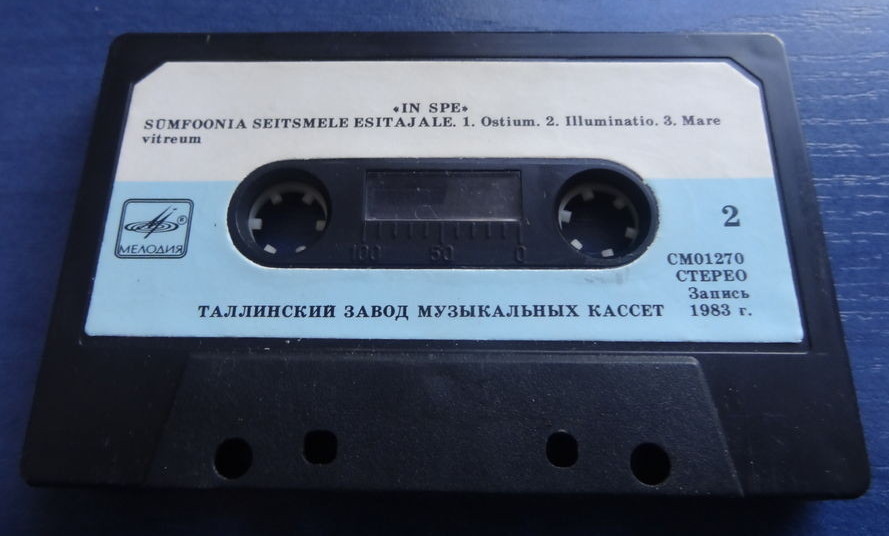 «IN SPE»
SÜMFOONIA SEITSMELE ESITAJALE. 1. Ostium. 2. Illuminatio. 3. Mare
vitreum
2
МЕЛОДИЯ
®
100 50 0
СМ01270
СТЕРЕО
Запись
ТАЛЛИНСКИЙ ЗАВОД МУЗЫКАЛЬНЫХ КАССЕТ 1983 г.